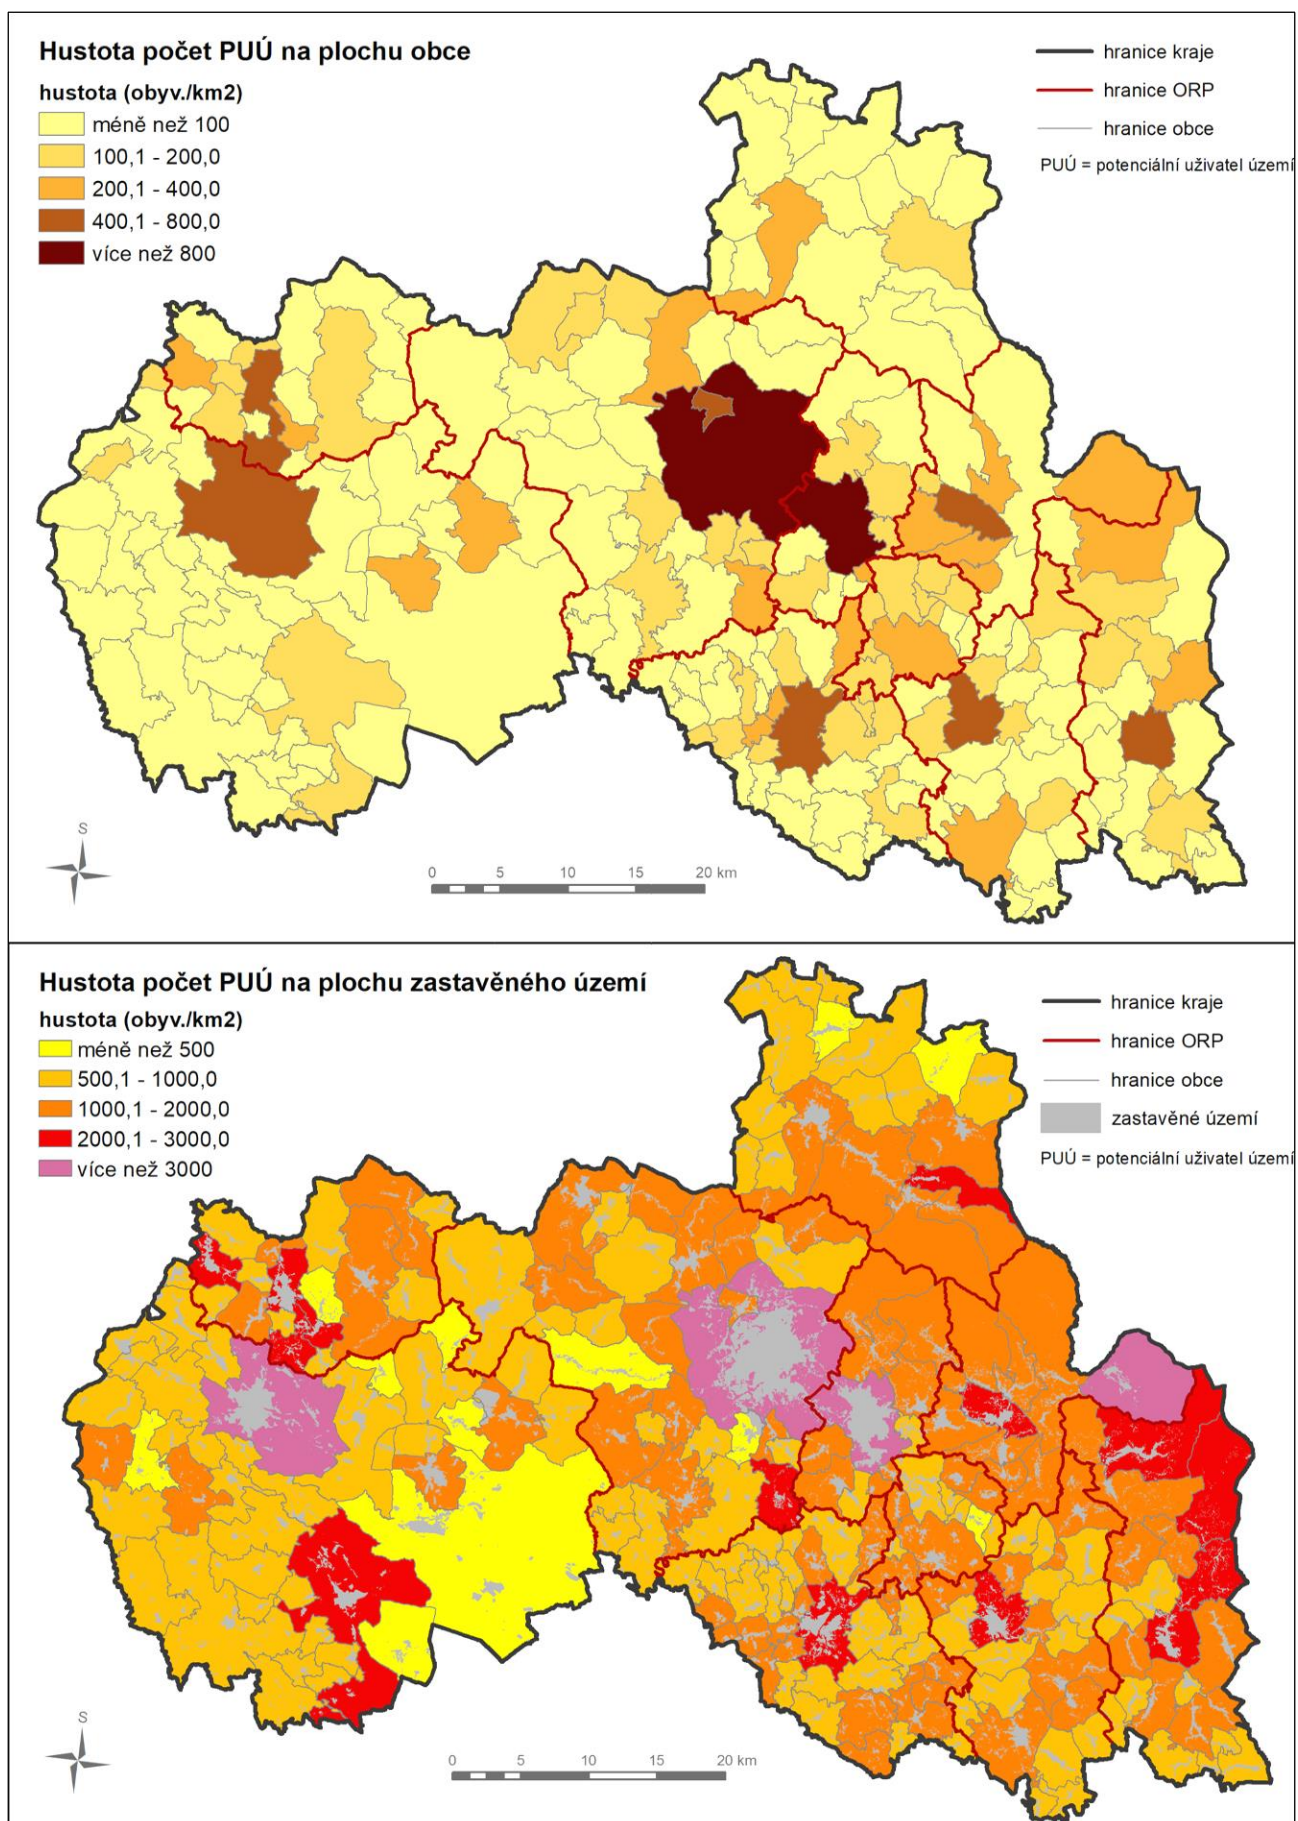 Hustota počet PUÚ na plochu obce
hustota (obyv./km2)
méně než 100
100,1 - 200,0
200,1 - 400,0
400,1 - 800,0
více než 800
hranice kraje
hranice ORP
hranice obce
PUÚ = potenciální uživatel území
S
0 5 10 15 20 km
Hustota počet PUÚ na plochu zastavěného území
hustota (obyv./km2)
méně než 500
500,1 - 1000,0
1000,1 - 2000,0
2000,1 - 3000,0
více než 3000
hranice kraje
hranice ORP
hranice obce
zastavěné území
PUÚ = potenciální uživatel území
S
0 5 10 15 20 km